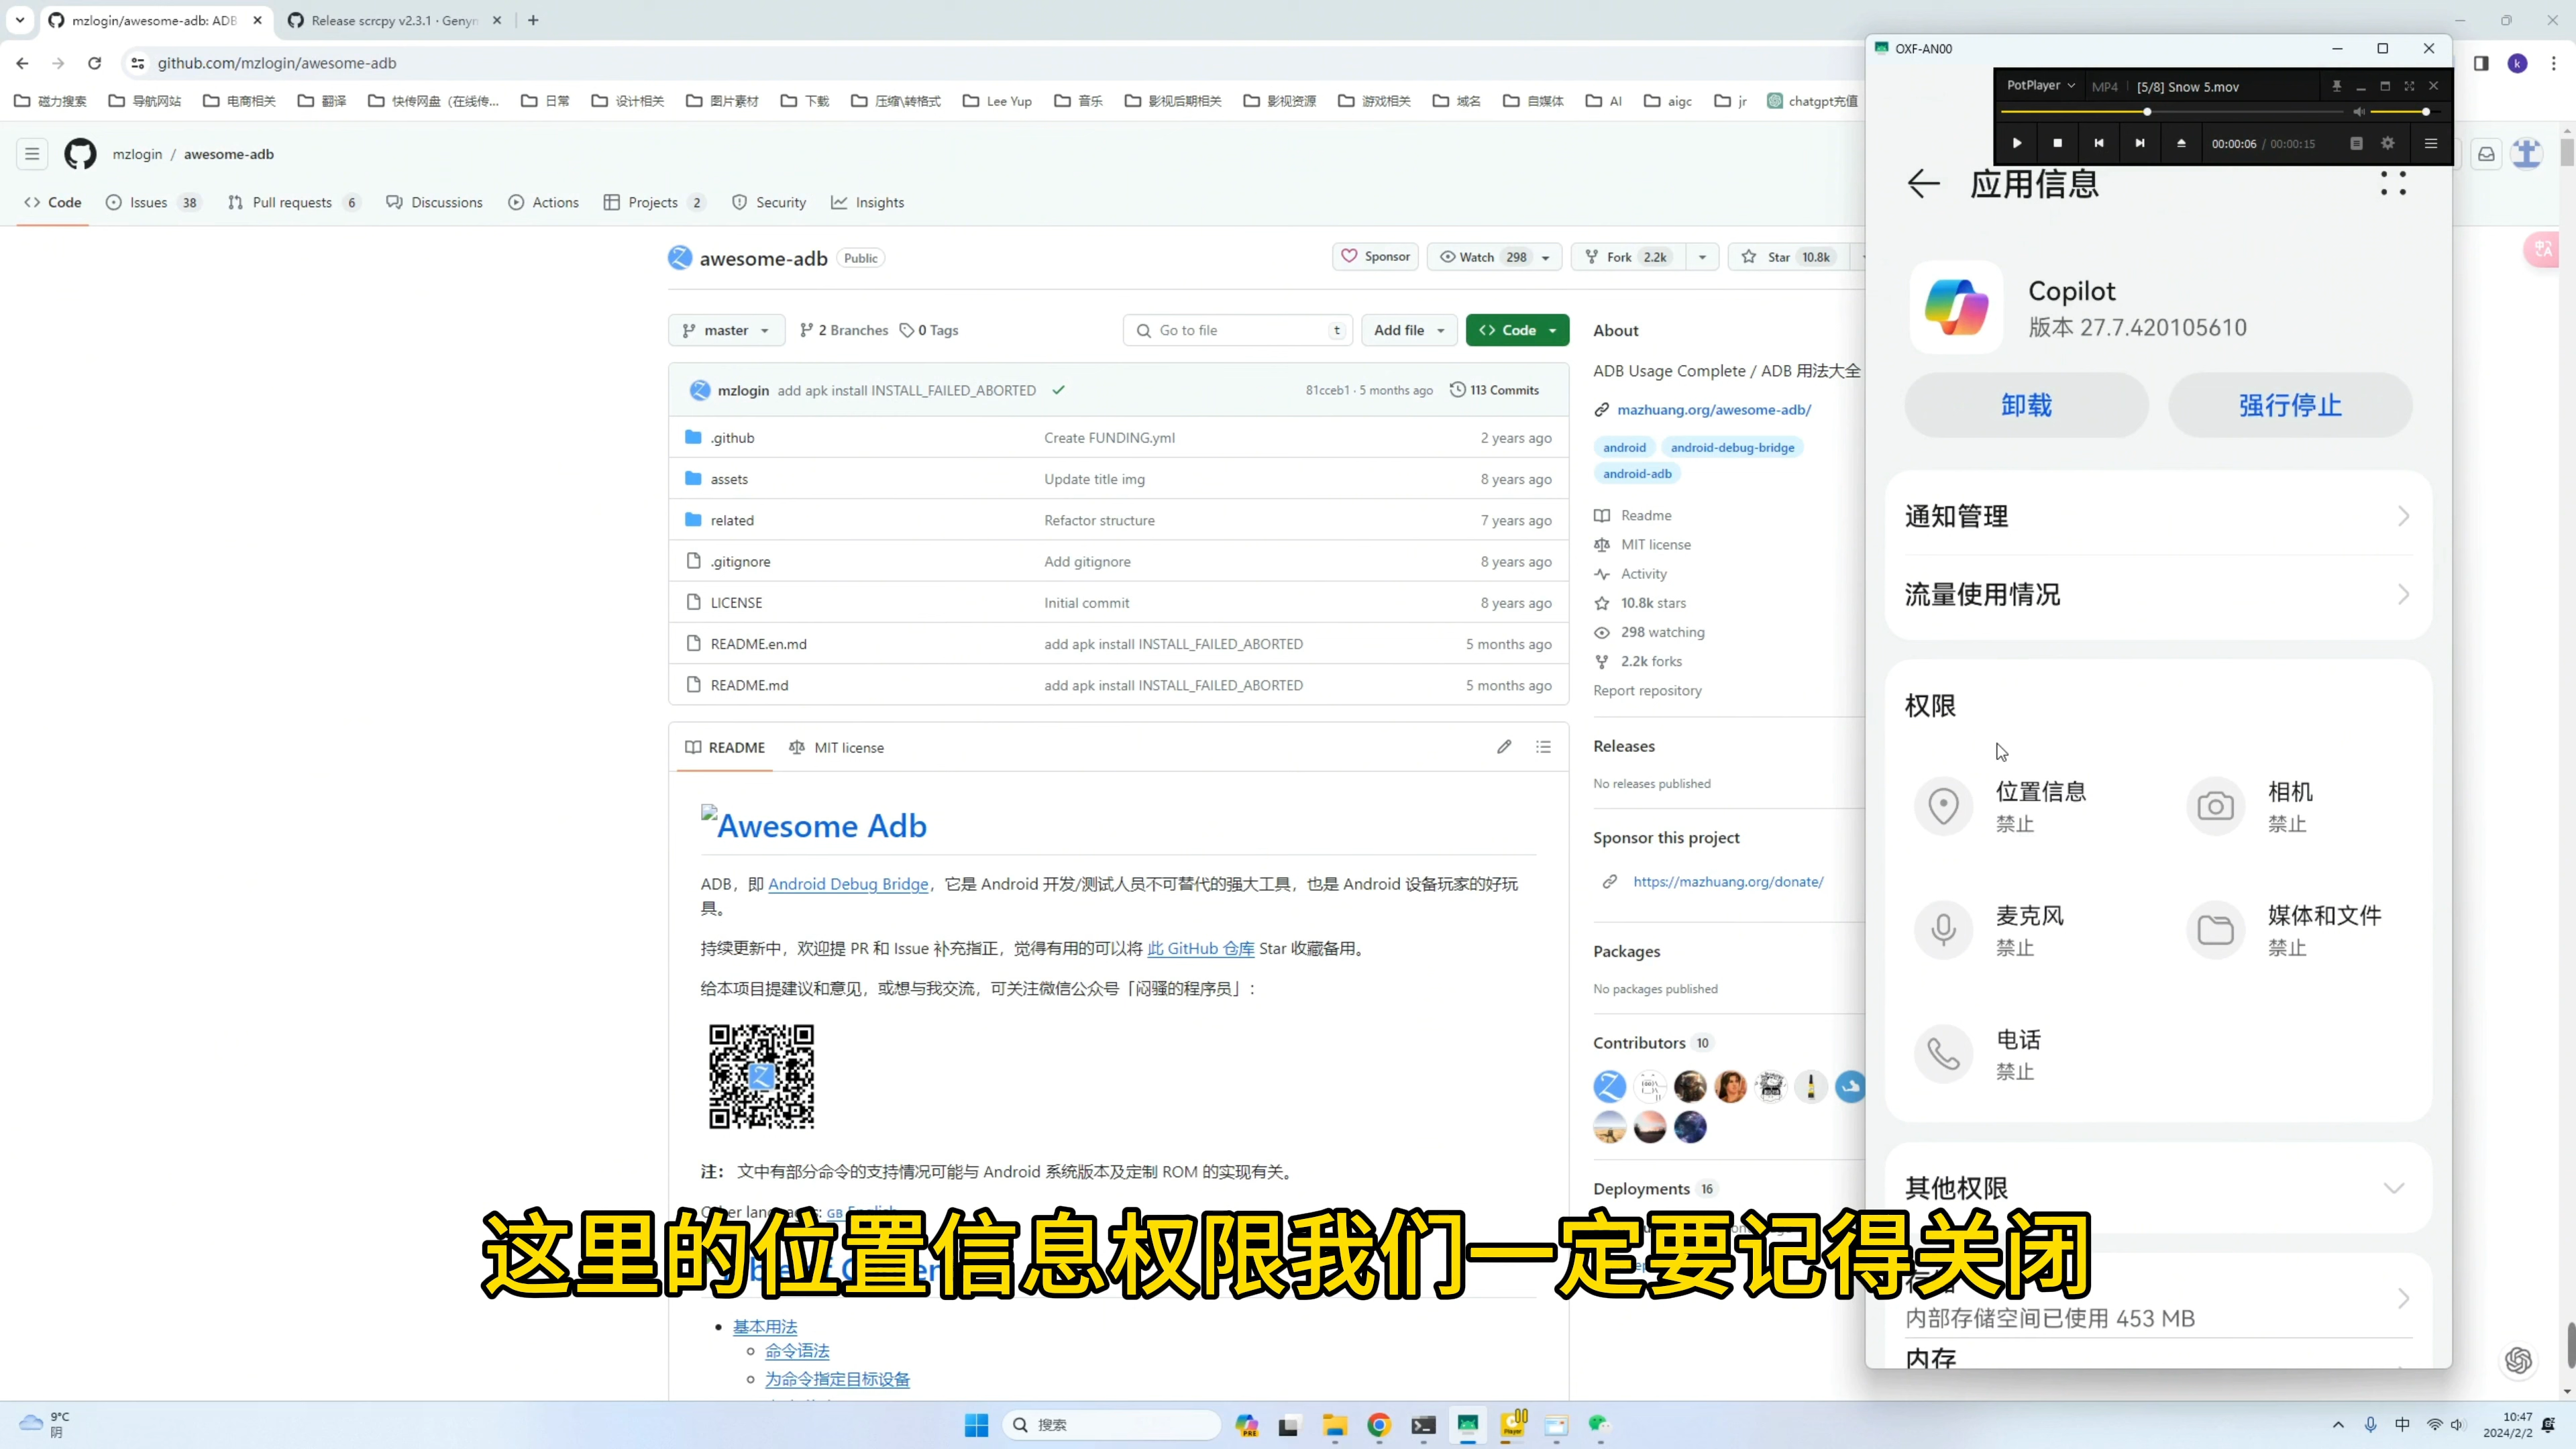 mzlogin/awesome-adb: ADB
Release scrcpy v2.3.1 · Genyn
github.com/mzlogin/awesome-adb
磁力搜索
导航网站
电商相关
翻译
快传网盘（在线传...
日常
设计相关
图片素材
下载
压缩\转格式
Lee Yup
音乐
影视后期相关
影视资源
游戏相关
域名
自媒体
AI
aigc
jr
chatgpt充值
mzlogin / awesome-adb
Code
Issues 38
Pull requests 6
Discussions
Actions
Projects 2
Security
Insights
awesome-adb Public
Sponsor
Watch 298
Fork 2.2k
Star 10.8k
master
2 Branches
0 Tags
Go to file t
Add file
Code
mzlogin add apk install INSTALL_FAILED_ABORTED 81cceb1 · 5 months ago 113 Commits
.github Create FUNDING.yml 2 years ago
assets Update title img 8 years ago
related Refactor structure 7 years ago
.gitignore Add gitignore 8 years ago
LICENSE Initial commit 8 years ago
README.en.md add apk install INSTALL_FAILED_ABORTED 5 months ago
README.md add apk install INSTALL_FAILED_ABORTED 5 months ago
README
MIT license
Awesome Adb
ADB，即 Android Debug Bridge，它是 Android 开发/测试人员不可替代的强大工具，也是 Android 设备玩家的好玩
具。
持续更新中，欢迎提 PR 和 Issue 补充指正，觉得有用的可以将 此 GitHub 仓库 Star 收藏备用。
给本项目提建议和意见，或想与我交流，可关注微信公众号「闷骚的程序员」：
注： 文中有部分命令的支持情况可能与 Android 系统版本及定制 ROM 的实现有关。
基本用法
命令语法
为命令指定目标设备
About
ADB Usage Complete / ADB 用法大全
mazhuang.org/awesome-adb/
android
android-debug-bridge
android-adb
Readme
MIT license
Activity
10.8k stars
298 watching
2.2k forks
Report repository
Releases
No releases published
Sponsor this project
https://mazhuang.org/donate/
Packages
No packages published
Contributors 10
Deployments 16
OXF-AN00
PotPlayer
MP4
[5/8] Snow 5.mov
00:00:06 / 00:00:15
应用信息
Copilot
版本 27.7.420105610
卸载
强行停止
通知管理
流量使用情况
权限
位置信息
禁止
相机
禁止
麦克风
禁止
媒体和文件
禁止
电话
禁止
其他权限
内部存储空间已使用 453 MB
内存
这里的位置信息权限我们一定要记得关闭
9°C
阴
搜索
PRE
Player
中
10:47
2024/2/2
k